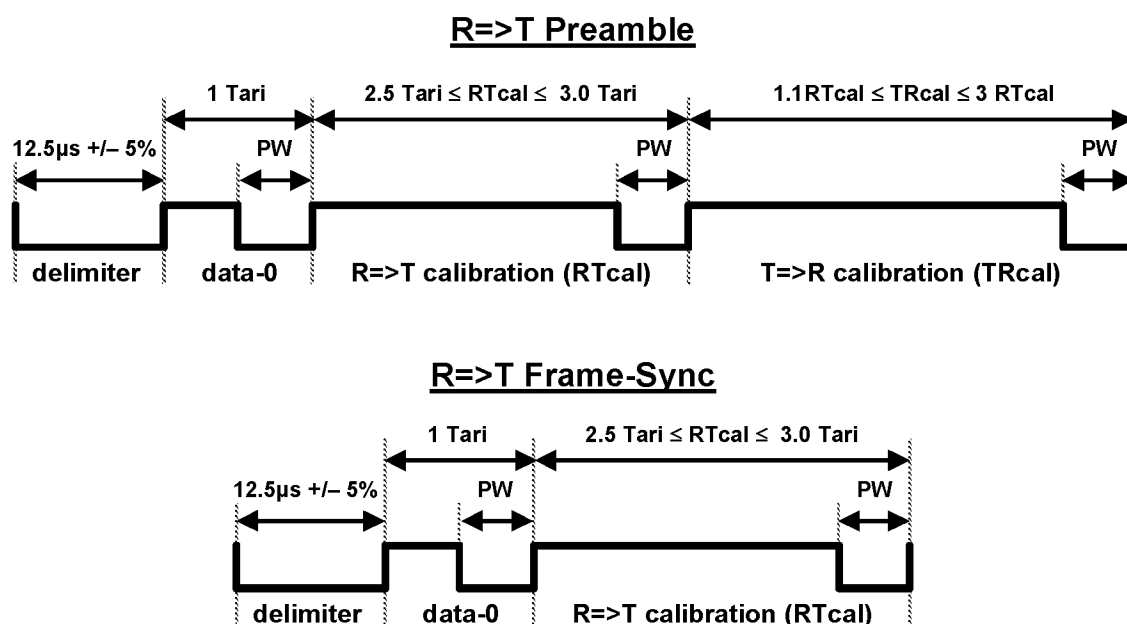 R=>T Preamble
1 Tari 2.5 Tari ≤ RTcal ≤ 3.0 Tari 1.1RTcal ≤ TRcal ≤ 3 RTcal
12.5µs +/– 5% PW PW PW
delimiter data-0 R=>T calibration (RTcal) T=>R calibration (TRcal)
R=>T Frame-Sync
1 Tari 2.5 Tari ≤ RTcal ≤ 3.0 Tari
12.5µs +/– 5% PW PW
delimiter data-0 R=>T calibration (RTcal)